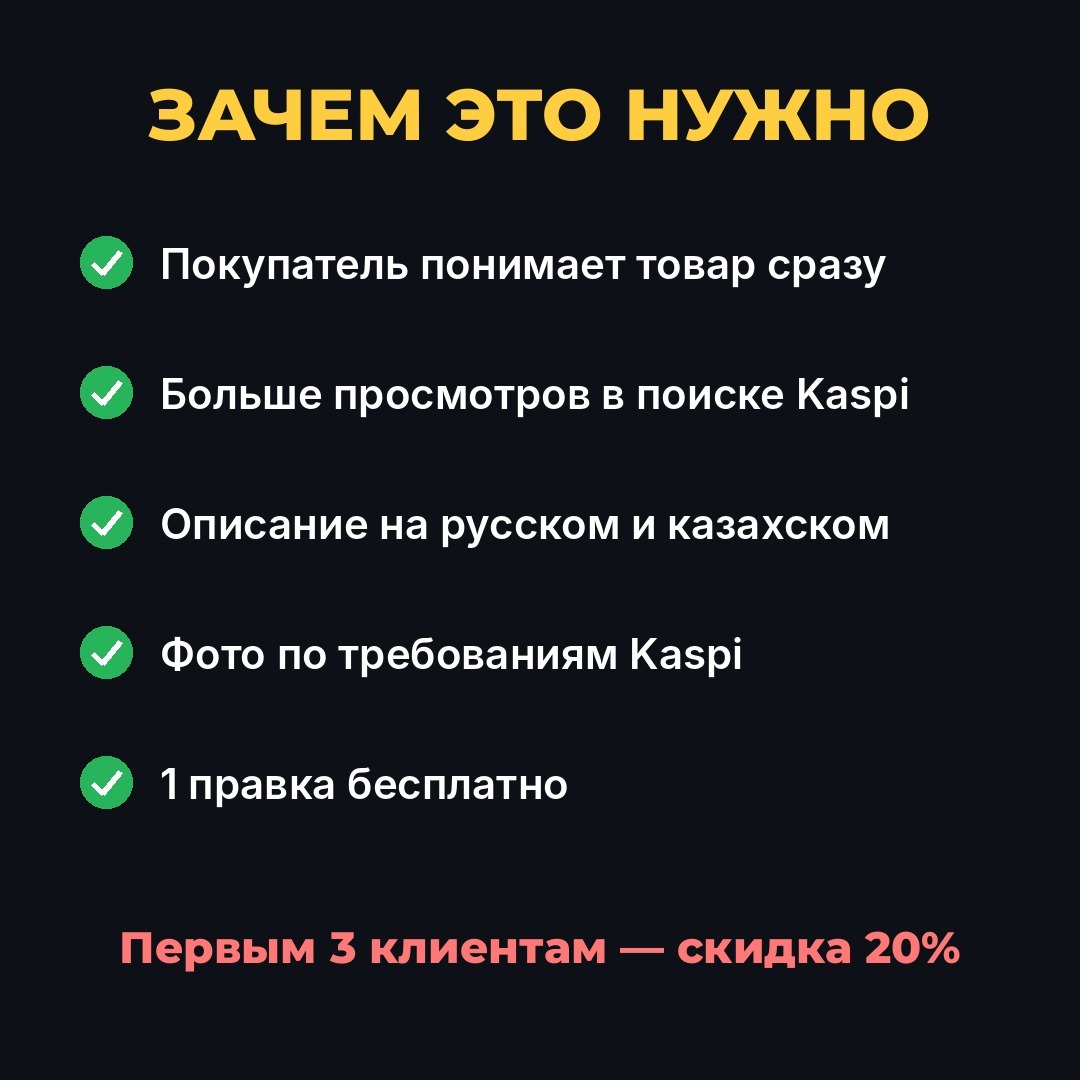 ЗАЧЕМ ЭТО НУЖНО
Покупатель понимает товар сразу
Больше просмотров в поиске Kaspi
Описание на русском и казахском
Фото по требованиям Kaspi
1 правка бесплатно
Первым 3 клиентам — скидка 20%